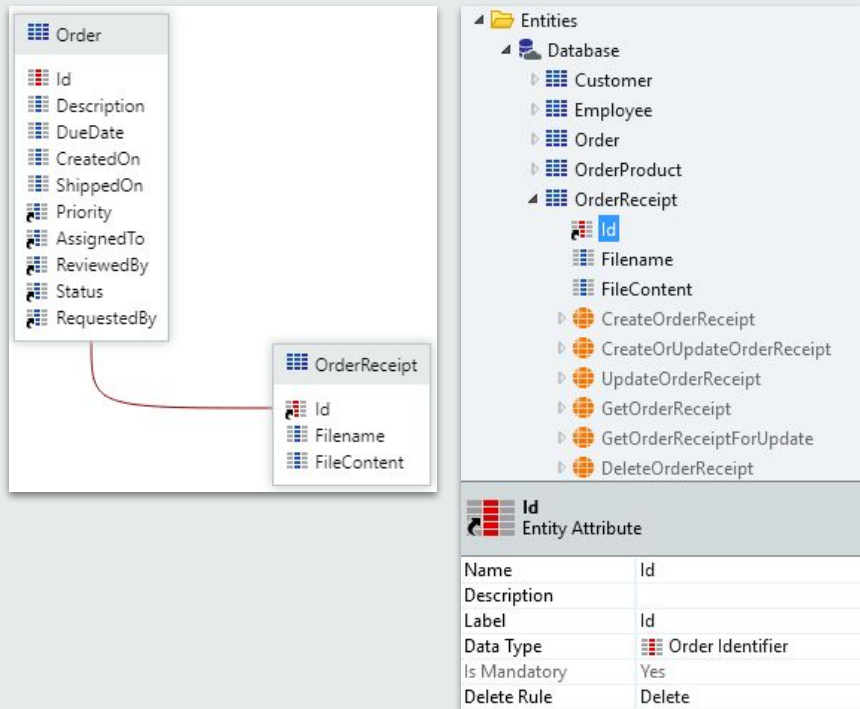 Order
Id
Description
DueDate
CreatedOn
ShippedOn
Priority
AssignedTo
ReviewedBy
Status
RequestedBy
OrderReceipt
Id
Filename
FileContent
Entities
Database
Customer
Employee
Order
OrderProduct
OrderReceipt
Id
Filename
FileContent
CreateOrderReceipt
CreateOrUpdateOrderReceipt
UpdateOrderReceipt
GetOrderReceipt
GetOrderReceiptForUpdate
DeleteOrderReceipt
Id
Entity Attribute
Name Id
Description
Label Id
Data Type Order Identifier
Is Mandatory Yes
Delete Rule Delete